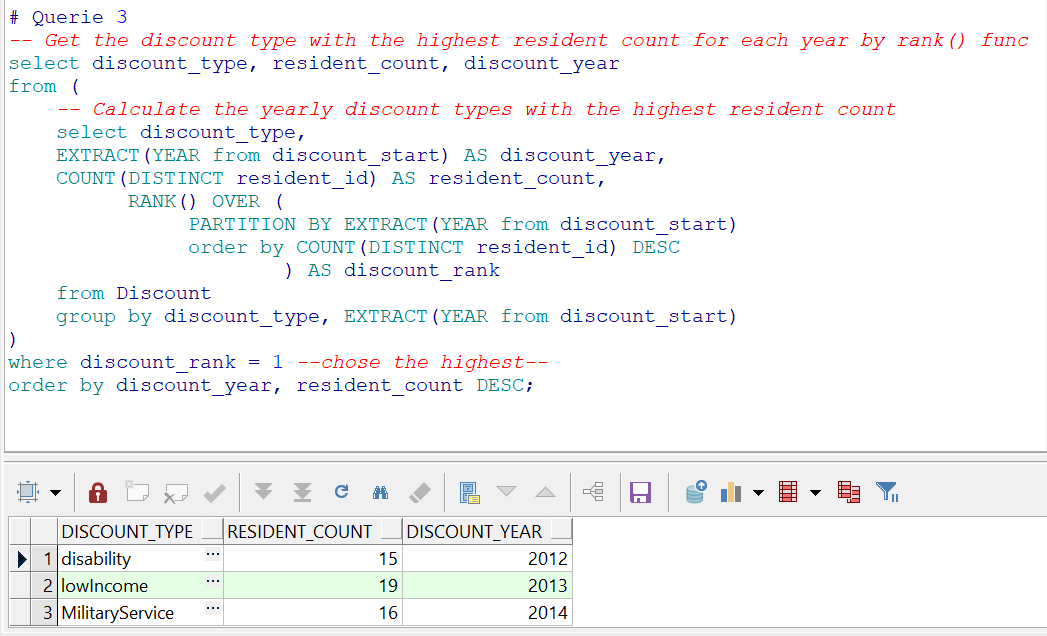 # Querie 3
-- Get the discount type with the highest resident count for each year by rank() func
select discount_type, resident_count, discount_year
from (
-- Calculate the yearly discount types with the highest resident count
select discount_type,
EXTRACT(YEAR from discount_start) AS discount_year,
COUNT(DISTINCT resident_id) AS resident_count,
RANK() OVER (
PARTITION BY EXTRACT(YEAR from discount_start)
order by COUNT(DISTINCT resident_id) DESC
) AS discount_rank
from Discount
group by discount_type, EXTRACT(YEAR from discount_start)
)
where discount_rank = 1 --chose the highest--
order by discount_year, resident_count DESC;
DISCOUNT_TYPE RESIDENT_COUNT DISCOUNT_YEAR
1 disability ... 15 2012
2 lowIncome ... 19 2013
3 MilitaryService ... 16 2014